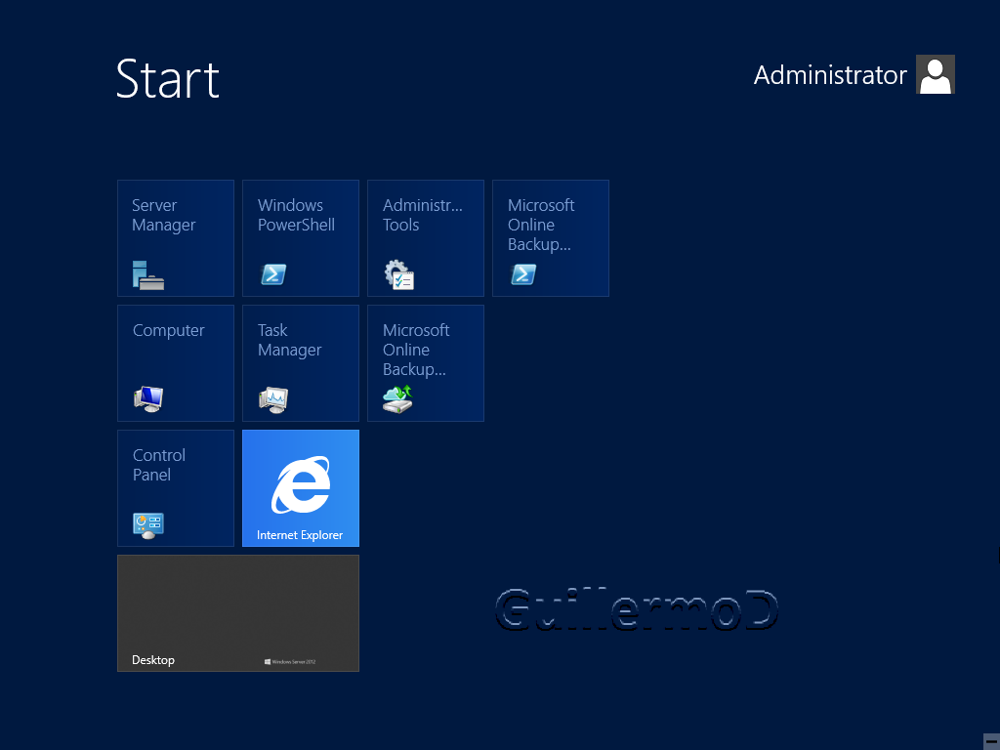 Start
Administrator
Server
Manager
Windows
PowerShell
Administr...
Tools
Microsoft
Online
Backup...
Computer
Task
Manager
Microsoft
Online
Backup...
Control
Panel
Internet Explorer
Desktop
Windows Server 2012
GuillermoD